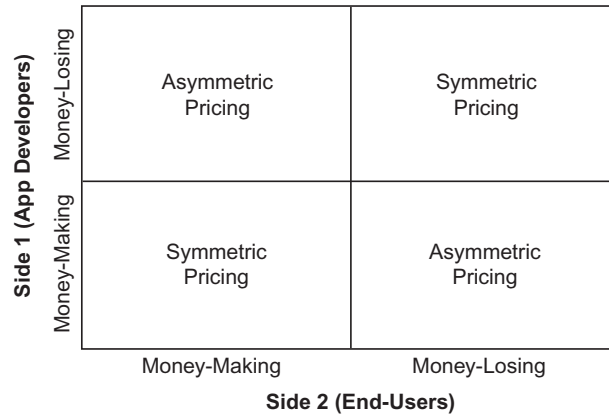 Side 1 (App Developers)
Money-Losing
Asymmetric
Pricing
Symmetric
Pricing
Money-Making
Symmetric
Pricing
Asymmetric
Pricing
Money-Making
Money-Losing
Side 2 (End-Users)